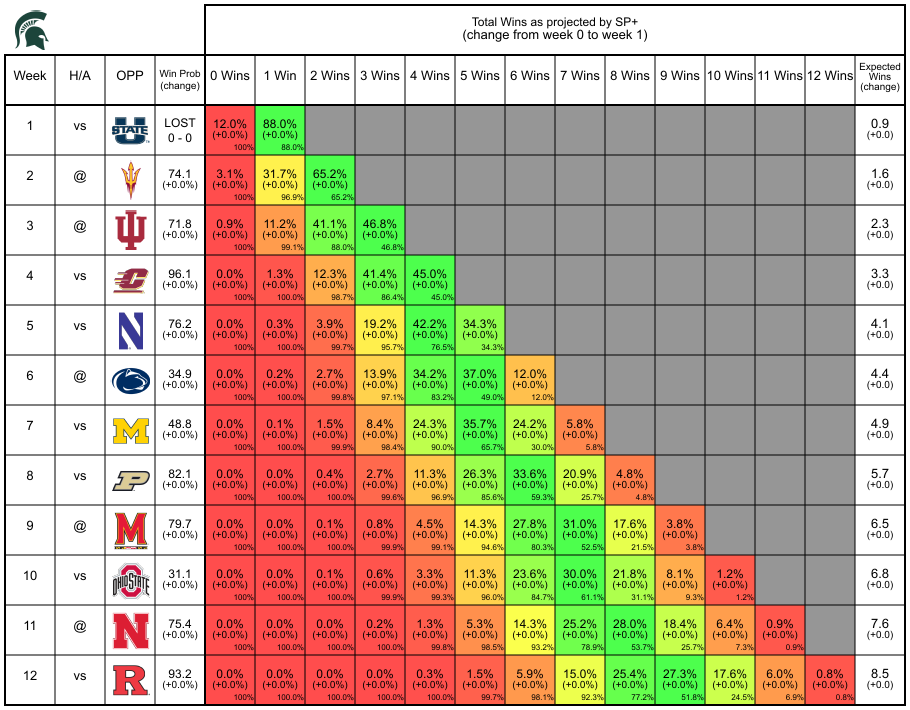 Total Wins as projected by SP+
(change from week 0 to week 1)
Week H/A OPP Win Prob (change) 0 Wins 1 Win 2 Wins 3 Wins 4 Wins 5 Wins 6 Wins 7 Wins 8 Wins 9 Wins 10 Wins 11 Wins 12 Wins Expected Wins (change)
1 vs STATE LOST 12.0% 88.0% 0.9
0 - 0 (+0.0%) (+0.0%) (+0.0)
100% 88.0%
2 @ 74.1 3.1% 31.7% 65.2% 1.6
(+0.0%) (+0.0%) (+0.0%) (+0.0%) (+0.0)
100% 96.9% 65.2%
3 @ 71.8 0.9% 11.2% 41.1% 46.8% 2.3
(+0.0%) (+0.0%) (+0.0%) (+0.0%) (+0.0%) (+0.0)
100% 99.1% 88.0% 46.8%
4 vs C 96.1 0.0% 1.3% 12.3% 41.4% 45.0% 3.3
(+0.0%) (+0.0%) (+0.0%) (+0.0%) (+0.0%) (+0.0%) (+0.0)
100% 100.0% 98.7% 86.4% 45.0%
5 vs N 76.2 0.0% 0.3% 3.9% 19.2% 42.2% 34.3% 4.1
(+0.0%) (+0.0%) (+0.0%) (+0.0%) (+0.0%) (+0.0%) (+0.0%) (+0.0)
100% 100.0% 99.7% 95.7% 76.5% 34.3%
6 @ 34.9 0.0% 0.2% 2.7% 13.9% 34.2% 37.0% 12.0% 4.4
(+0.0%) (+0.0%) (+0.0%) (+0.0%) (+0.0%) (+0.0%) (+0.0%) (+0.0%) (+0.0)
100% 100.0% 99.8% 97.1% 83.2% 49.0% 12.0%
7 vs M 48.8 0.0% 0.1% 1.5% 8.4% 24.3% 35.7% 24.2% 5.8% 4.9
(+0.0%) (+0.0%) (+0.0%) (+0.0%) (+0.0%) (+0.0%) (+0.0%) (+0.0%) (+0.0%) (+0.0)
100% 100.0% 99.9% 98.4% 90.0% 65.7% 30.0% 5.8%
8 vs P 82.1 0.0% 0.0% 0.4% 2.7% 11.3% 26.3% 33.6% 20.9% 4.8% 5.7
(+0.0%) (+0.0%) (+0.0%) (+0.0%) (+0.0%) (+0.0%) (+0.0%) (+0.0%) (+0.0%) (+0.0%) (+0.0)
100% 100.0% 100.0% 99.6% 96.9% 85.6% 59.3% 25.7% 4.8%
9 @ M 79.7 0.0% 0.0% 0.1% 0.8% 4.5% 14.3% 27.8% 31.0% 17.6% 3.8% 6.5
(+0.0%) (+0.0%) (+0.0%) (+0.0%) (+0.0%) (+0.0%) (+0.0%) (+0.0%) (+0.0%) (+0.0%) (+0.0%) (+0.0)
100% 100.0% 100.0% 99.9% 99.1% 94.6% 80.3% 52.5% 21.5% 3.8%
10 vs OHIO STATE 31.1 0.0% 0.0% 0.1% 0.6% 3.3% 11.3% 23.6% 30.0% 21.8% 8.1% 1.2% 6.8
(+0.0%) (+0.0%) (+0.0%) (+0.0%) (+0.0%) (+0.0%) (+0.0%) (+0.0%) (+0.0%) (+0.0%) (+0.0%) (+0.0%) (+0.0)
100% 100.0% 100.0% 99.9% 99.3% 96.0% 84.7% 61.1% 31.1% 9.3% 1.2%
11 @ N 75.4 0.0% 0.0% 0.0% 0.2% 1.3% 5.3% 14.3% 25.2% 28.0% 18.4% 6.4% 0.9% 7.6
(+0.0%) (+0.0%) (+0.0%) (+0.0%) (+0.0%) (+0.0%) (+0.0%) (+0.0%) (+0.0%) (+0.0%) (+0.0%) (+0.0%) (+0.0%) (+0.0)
100% 100.0% 100.0% 100.0% 99.8% 98.5% 93.2% 78.9% 53.7% 25.7% 7.3% 0.9%
12 vs R 93.2 0.0% 0.0% 0.0% 0.0% 0.3% 1.5% 5.9% 15.0% 25.4% 27.3% 17.6% 6.0% 0.8% 8.5
(+0.0%) (+0.0%) (+0.0%) (+0.0%) (+0.0%) (+0.0%) (+0.0%) (+0.0%) (+0.0%) (+0.0%) (+0.0%) (+0.0%) (+0.0%) (+0.0%) (+0.0)
100% 100.0% 100.0% 100.0% 100.0% 99.7% 98.1% 92.3% 77.2% 51.8% 24.5% 6.9% 0.8%